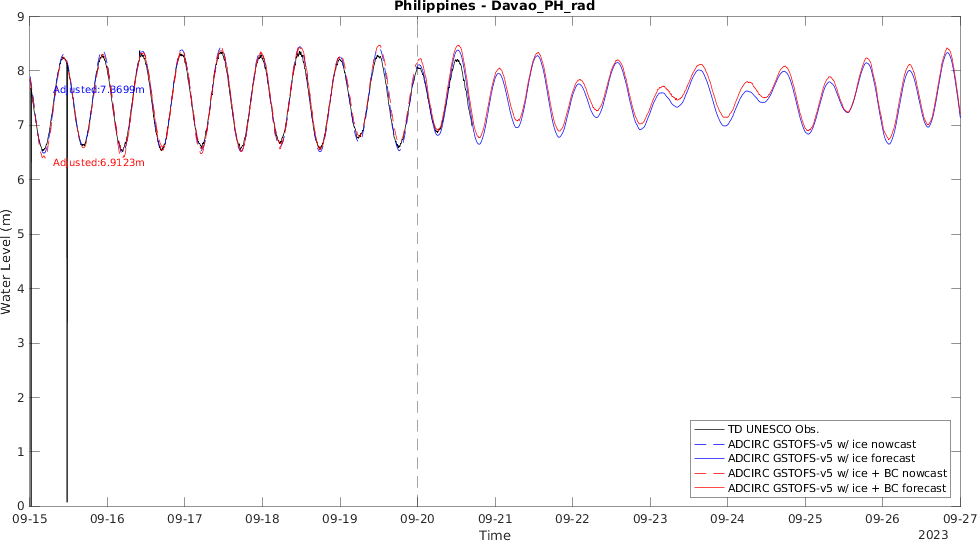 Philippines - Davao_PH_rad
Water Level (m)
9
8
7
6
5
4
3
2
1
0
Adjusted:7.3699m
Adjusted:6.9123m
TD UNESCO Obs.
ADCIRC GSTOFS-v5 w/ ice nowcast
ADCIRC GSTOFS-v5 w/ ice forecast
ADCIRC GSTOFS-v5 w/ ice + BC nowcast
ADCIRC GSTOFS-v5 w/ ice + BC forecast
09-15 09-16 09-17 09-18 09-19 09-20 09-21 09-22 09-23 09-24 09-25 09-26 09-27
Time
2023